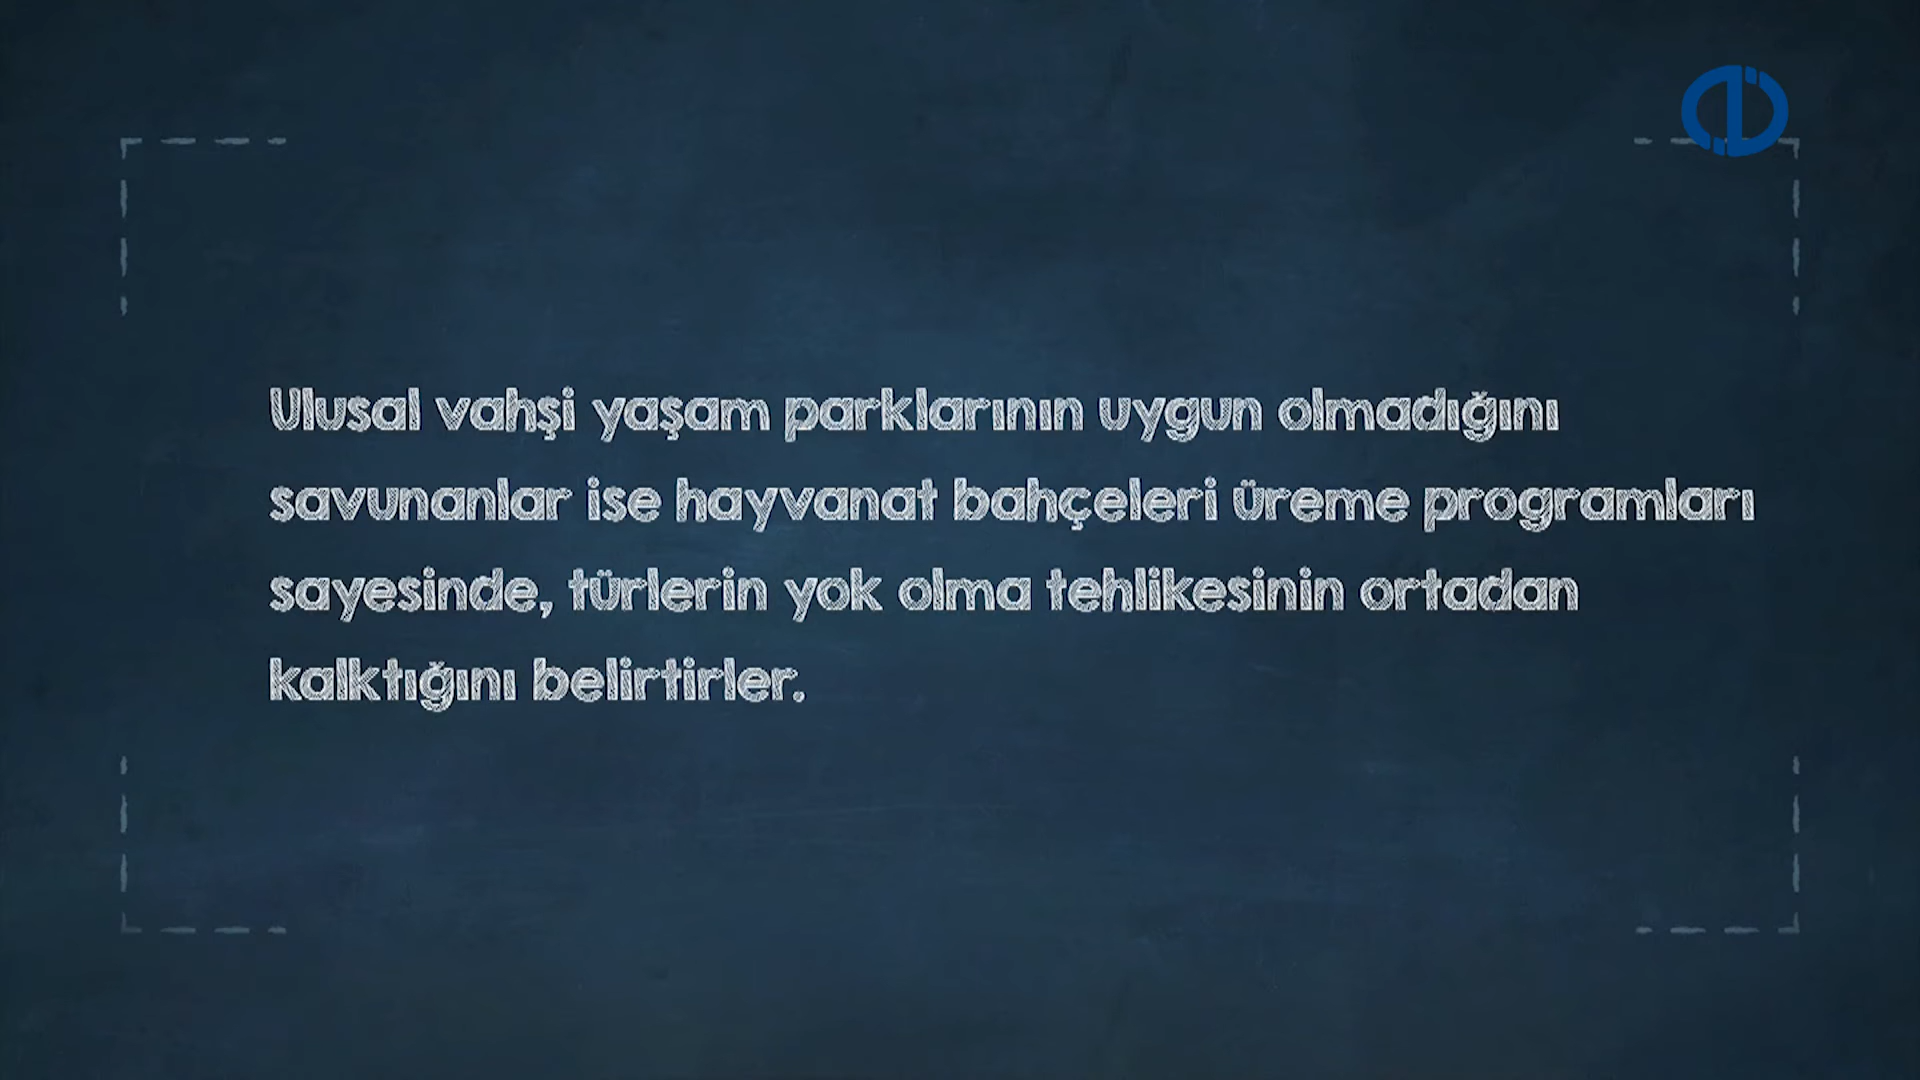 Ulusal vahşi yaşam parklarının uygun olmadığını
savunanlar ise hayvanat bahçeleri üreme programları
sayesinde, türlerin yok olma tehlikesinin ortadan
kalktığını belirtirler.